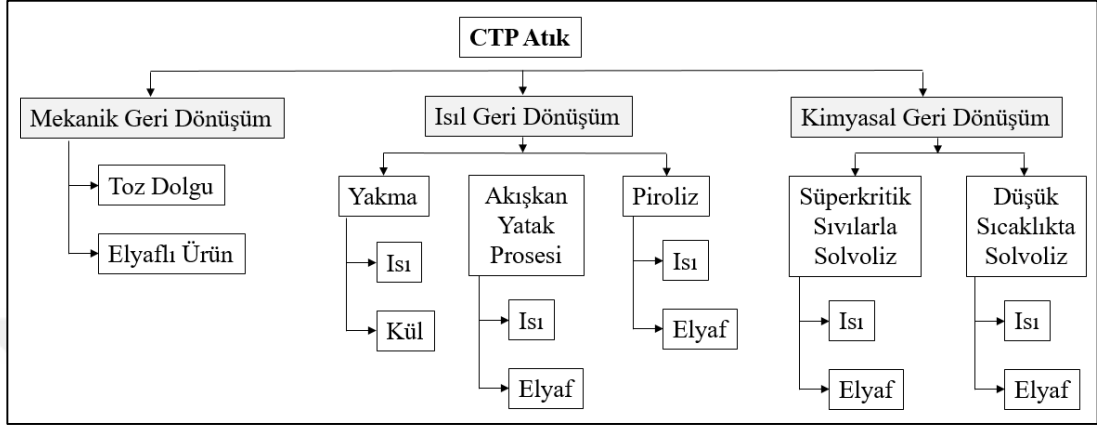 CTP Atık
Mekanik Geri Dönüşüm
Toz Dolgu
Elyaflı Ürün
Isıl Geri Dönüşüm
Yakma
Isı
Kül
Akışkan
Yatak
Prosesi
Isı
Elyaf
Piroliz
Isı
Elyaf
Kimyasal Geri Dönüşüm
Süperkritik
Sıvılarla
Solvoliz
Isı
Elyaf
Düşük
Sıcaklıkta
Solvoliz
Isı
Elyaf